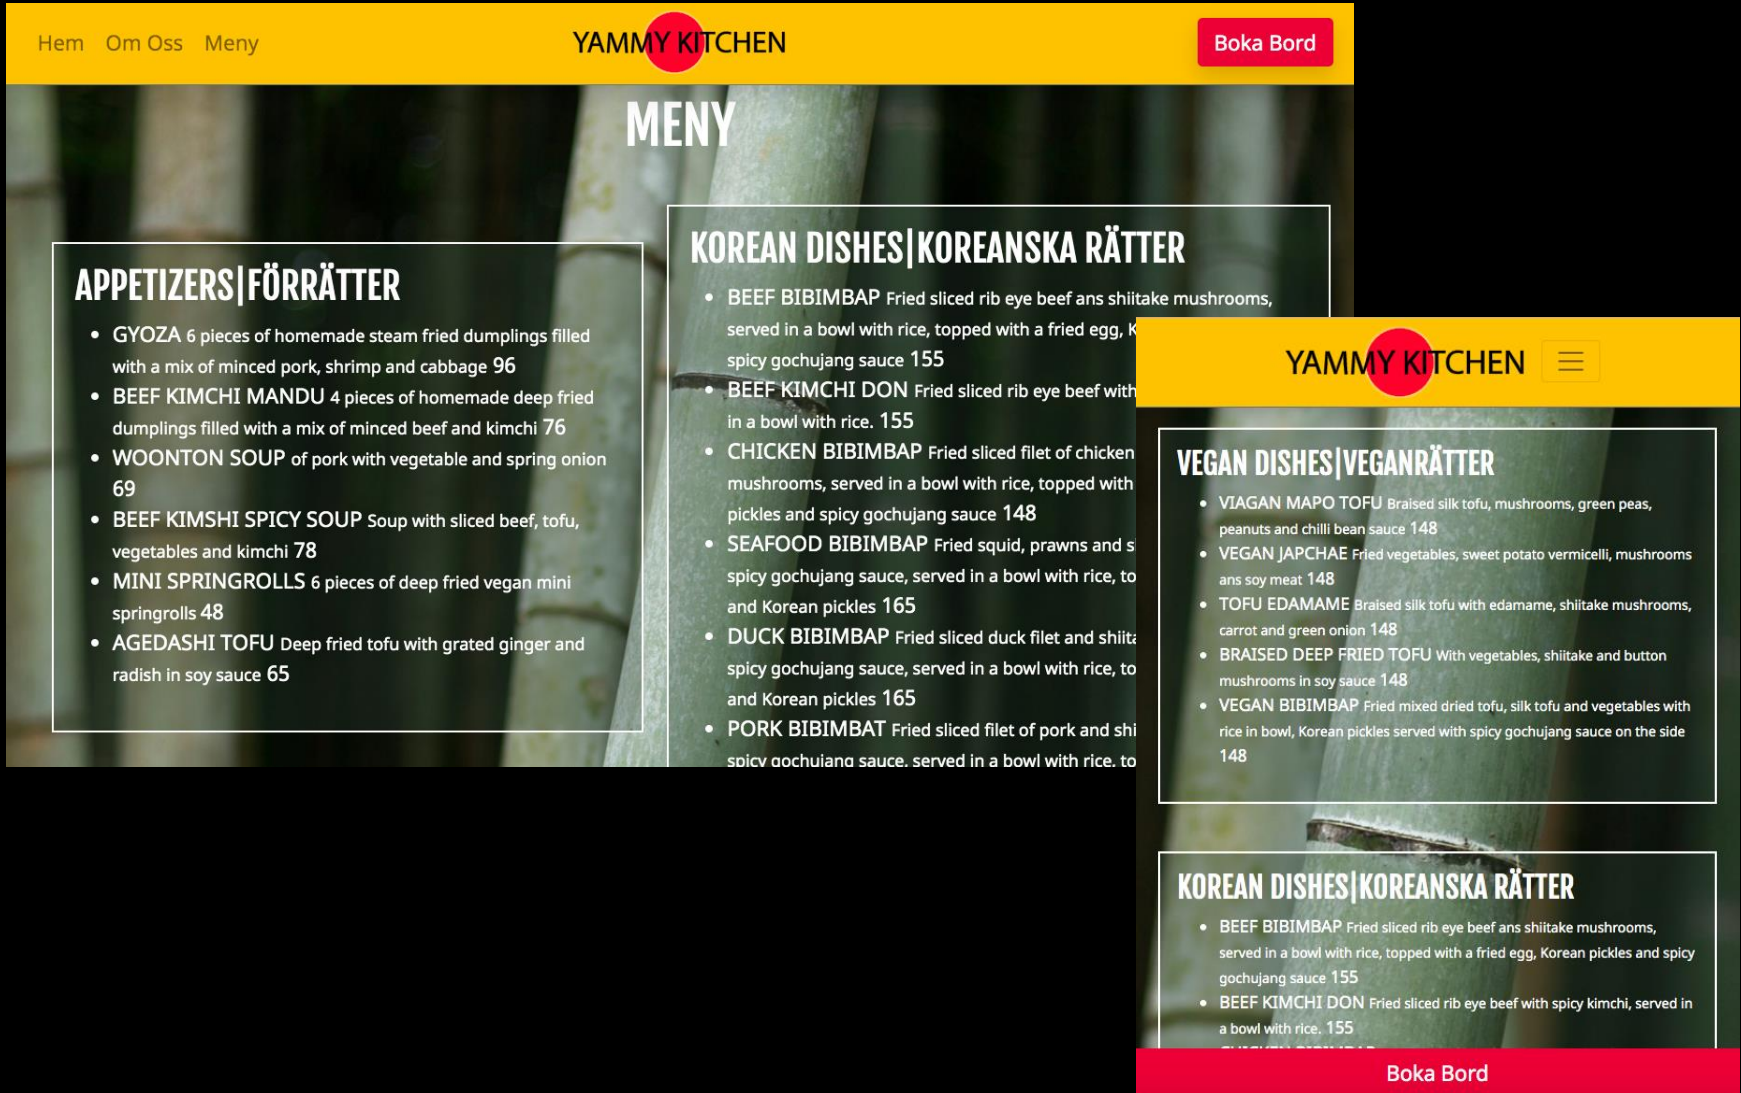 Hem Om Oss Meny
YAMMY KITCHEN
Boka Bord
MENY
APPETIZERS|FÖRRÄTTER
GYOZA 6 pieces of homemade steam fried dumplings filled
with a mix of minced pork, shrimp and cabbage 96
BEEF KIMCHI MANDU 4 pieces of homemade deep fried
dumplings filled with a mix of minced beef and kimchi 76
WOONTON SOUP of pork with vegetable and spring onion
69
BEEF KIMSHI SPICY SOUP Soup with sliced beef, tofu,
vegetables and kimchi 78
MINI SPRINGROLLS 6 pieces of deep fried vegan mini
springrolls 48
AGEDASHI TOFU Deep fried tofu with grated ginger and
radish in soy sauce 65
KOREAN DISHES|KOREANSKA RÄTTER
BEEF BIBIMBAP Fried sliced rib eye beef ans shiitake mushrooms,
served in a bowl with rice, topped with a fried egg,
spicy gochujang sauce 155
BEEF KIMCHI DON Fried sliced rib eye beef with
in a bowl with rice. 155
CHICKEN BIBIMBAP Fried sliced filet of chicken
mushrooms, served in a bowl with rice, topped with
pickles and spicy gochujang sauce 148
SEAFOOD BIBIMBAP Fried squid, prawns and
spicy gochujang sauce, served in a bowl with rice,
and Korean pickles 165
DUCK BIBIMBAP Fried sliced duck filet and
spicy gochujang sauce, served in a bowl with rice,
and Korean pickles 165
PORK BIBIMBAT Fried sliced filet of pork and
spicy gochujang sauce, served in a bowl with rice,
YAMMY KITCHEN
VEGAN DISHES|VEGANRÄTTER
VIAGAN MAPO TOFU Braised silk tofu, mushrooms, green peas,
peanuts and chilli bean sauce 148
VEGAN JAPCHAE Fried vegetables, sweet potato vermicelli, mushrooms
ans soy meat 148
TOFU EDAMAME Braised silk tofu with edamame, shiitake mushrooms,
carrot and green onion 148
BRAISED DEEP FRIED TOFU With vegetables, shiitake and button
mushrooms in soy sauce 148
VEGAN BIBIMBAP Fried mixed dried tofu, silk tofu and vegetables with
rice in bowl, Korean pickles served with spicy gochujang sauce on the side
148
KOREAN DISHES|KOREANSKA RÄTTER
BEEF BIBIMBAP Fried sliced rib eye beef ans shiitake mushrooms,
served in a bowl with rice, topped with a fried egg, Korean pickles and spicy
gochujang sauce 155
BEEF KIMCHI DON Fried sliced rib eye beef with spicy kimchi, served in
a bowl with rice. 155
Boka Bord